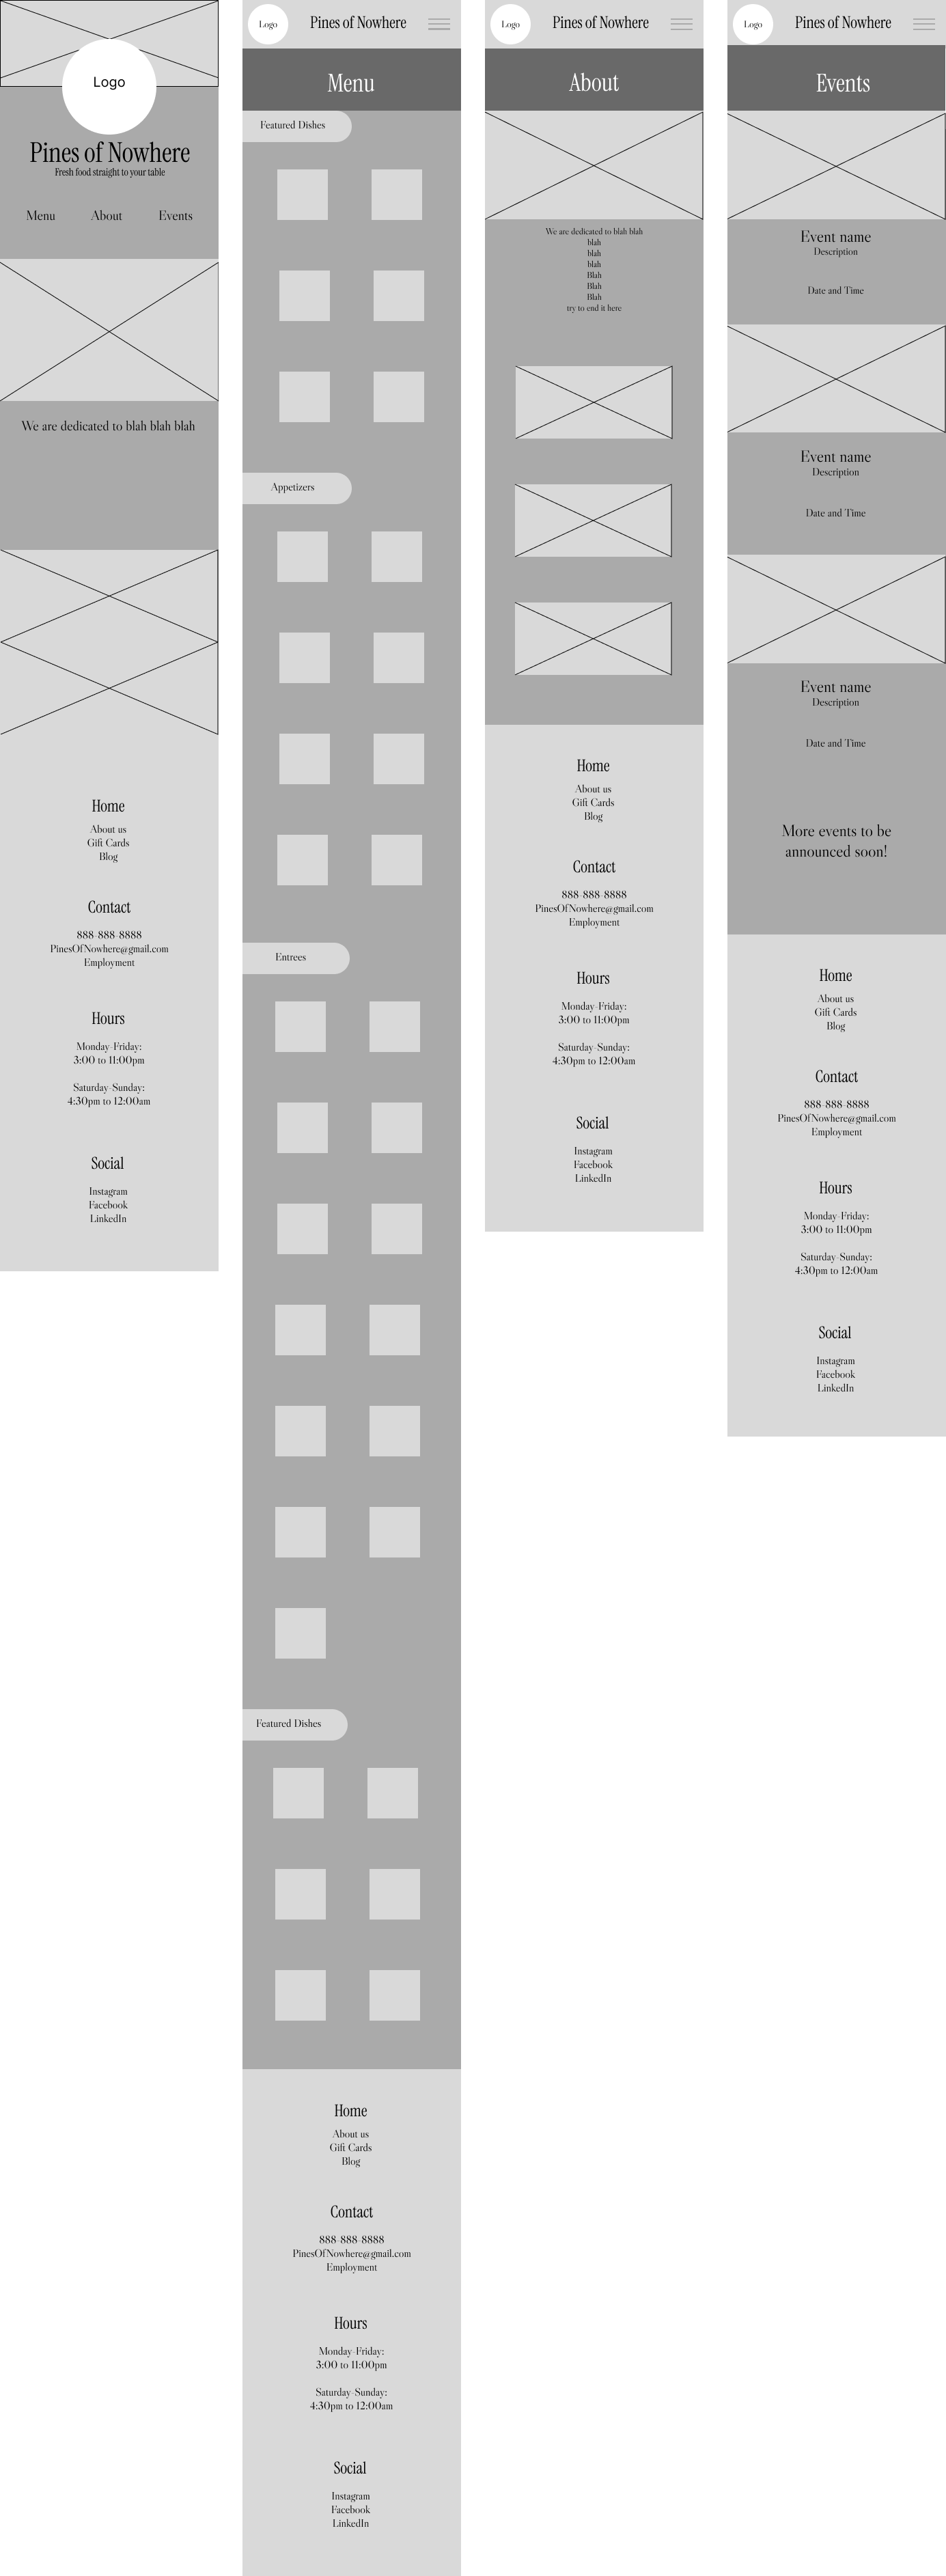 Logo
Pines of Nowhere
Fresh food straight to your table
Menu
About
Events
We are dedicated to blah blah blah
Home
About us
Gift Cards
Blog
Contact
888-888-8888
PinesOfNowhere@gmail.com
Employment
Hours
Monday-Friday:
3:00 to 11:00pm
Saturday-Sunday:
4:30pm to 12:00am
Social
Instagram
Facebook
LinkedIn
Logo
Pines of Nowhere
Menu
Featured Dishes
Appetizers
Entrees
Featured Dishes
Home
About us
Gift Cards
Blog
Contact
888-888-8888
PinesOfNowhere@gmail.com
Employment
Hours
Monday-Friday:
3:00 to 11:00pm
Saturday-Sunday:
4:30pm to 12:00am
Social
Instagram
Facebook
LinkedIn
Logo
Pines of Nowhere
About
We are dedicated to blah blah
blah
blah
blah
Blah
Blah
Blah
try to end it here
Home
About us
Gift Cards
Blog
Contact
888-888-8888
PinesOfNowhere@gmail.com
Employment
Hours
Monday-Friday:
3:00 to 11:00pm
Saturday-Sunday:
4:30pm to 12:00am
Social
Instagram
Facebook
LinkedIn
Logo
Pines of Nowhere
Events
Event name
Description
Date and Time
Event name
Description
Date and Time
Event name
Description
Date and Time
More events to be
announced soon!
Home
About us
Gift Cards
Blog
Contact
888-888-8888
PinesOfNowhere@gmail.com
Employment
Hours
Monday-Friday:
3:00 to 11:00pm
Saturday-Sunday:
4:30pm to 12:00am
Social
Instagram
Facebook
LinkedIn